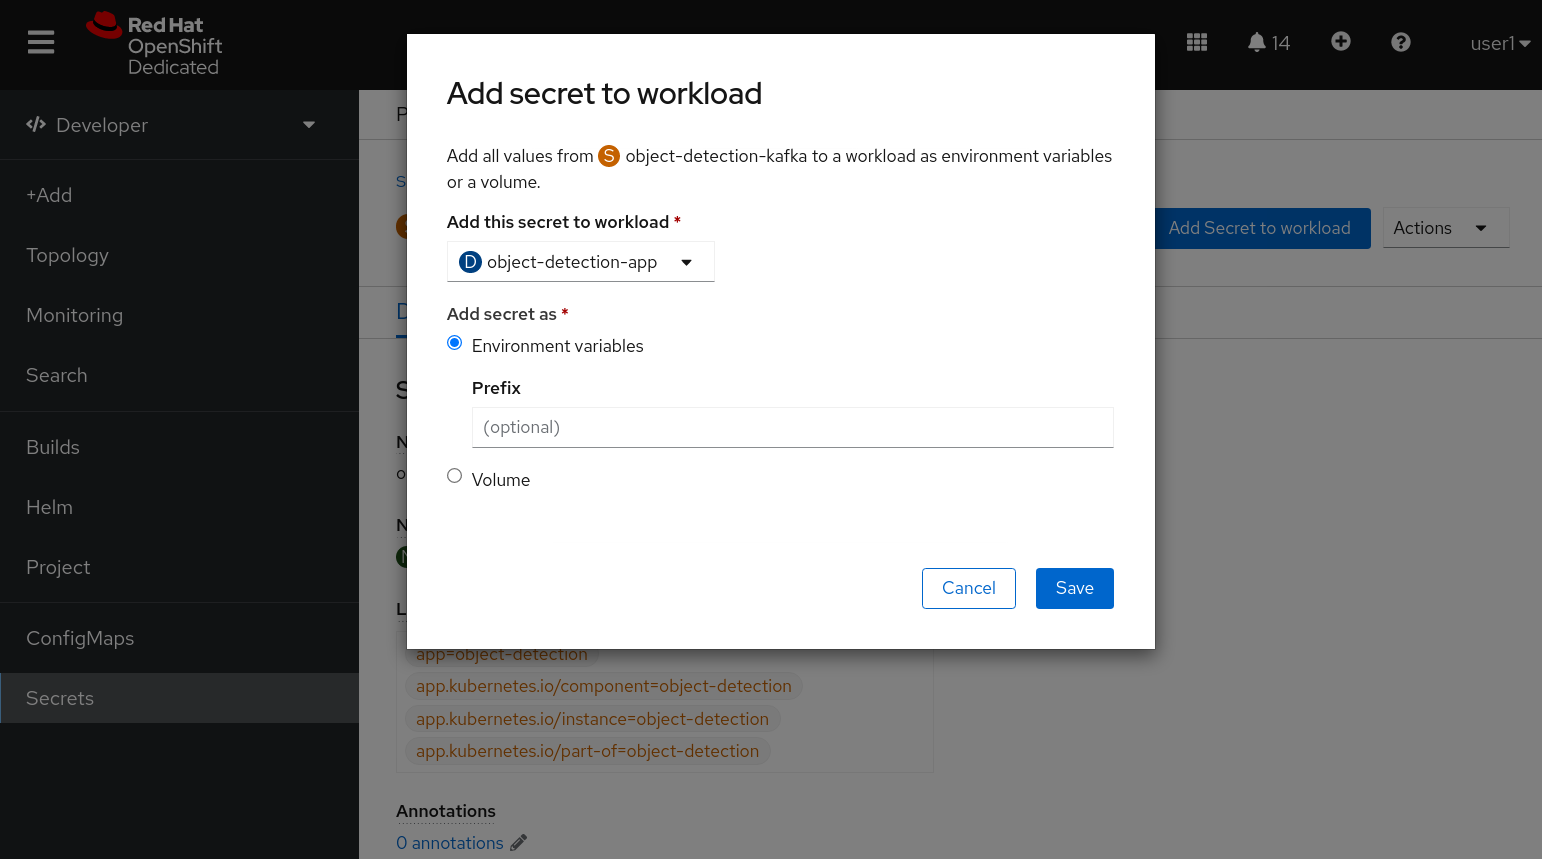 Red Hat
OpenShift
Dedicated
14
user1
Developer
+Add
Topology
Monitoring
Search
Builds
Helm
Project
ConfigMaps
Secrets
Add Secret to workload
Actions
Add secret to workload
Add all values from S object-detection-kafka to a workload as environment variables
or a volume.
Add this secret to workload *
D object-detection-app
Add secret as *
Environment variables
Prefix
(optional)
Volume
Cancel
Save
app=object-detection
app.kubernetes.io/component=object-detection
app.kubernetes.io/instance=object-detection
app.kubernetes.io/part-of=object-detection
Annotations
0 annotations